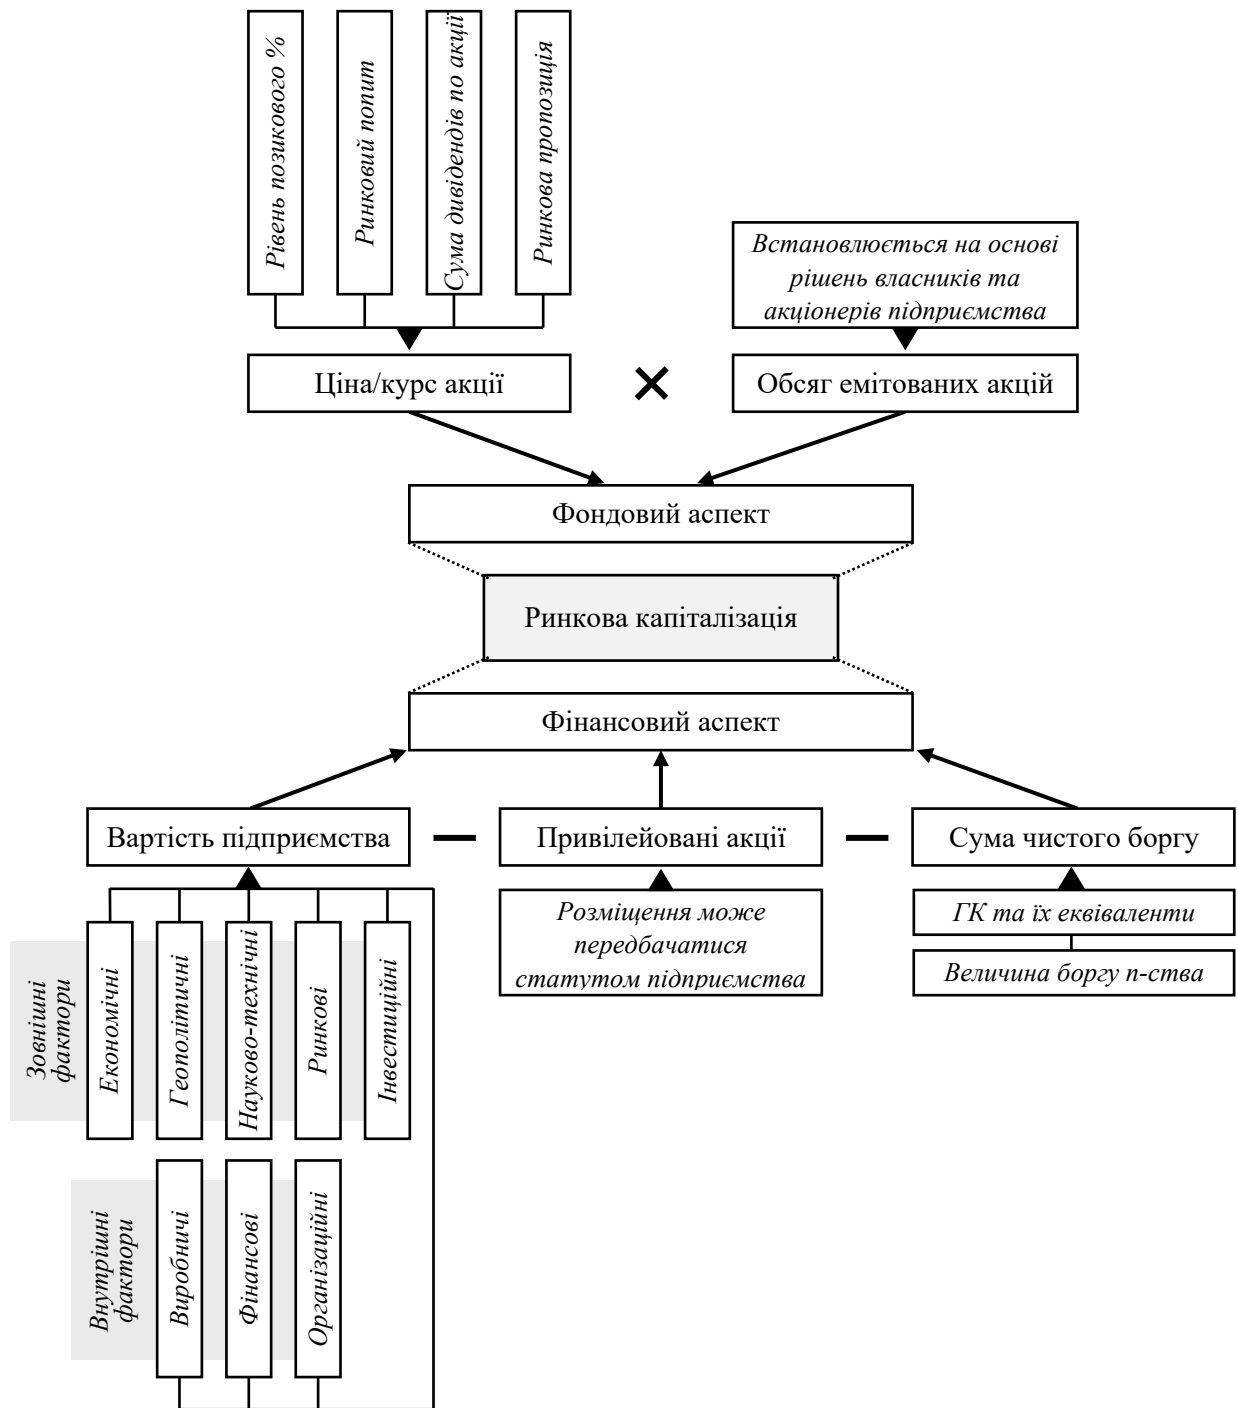 Рівень позикового %
Ринковий попит
Сума дивідендів по акції
Ринкова пропозиція
Встановлюється на основі
рішень власників та
акціонерів підприємства
Ціна/курс акції
×
Обсяг емітованих акцій
Фондовий аспект
Ринкова капіталізація
Фінансовий аспект
Вартість підприємства
—
Привілейовані акції
—
Сума чистого боргу
Розміщення може
передбачатися
статутом підприємства
ГК та їх еквіваленти
Величина боргу п-ства
Зовнішні
фактори
Економічні
Геополітичні
Науково-технічні
Ринкові
Інвестиційні
Внутрішні
фактори
Виробничі
Фінансові
Організаційні